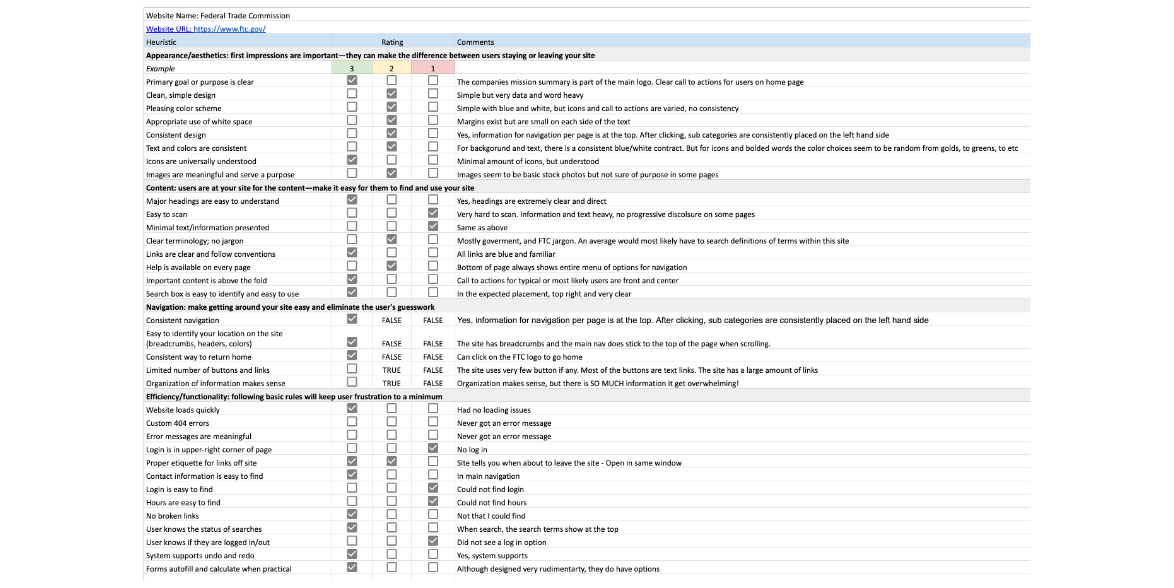 Website Name: Federal Trade Commission
Website URL: https://www.ftc.gov/
Heuristic Rating Comments
Appearance/aesthetics: first impressions are important—they can make the difference between users staying or leaving your site
Example 3 2 1
Primary goal or purpose is clear The companies mission summary is part of the main logo. Clear call to actions for users on home page
Clean, simple design Simple but very data and word heavy
Pleasing color scheme Simple with blue and white, but icons and call to actions are varied, no consistency
Appropriate use of white space Margins exist but are small on each side of the text
Consistent design Yes, information for navigation per page is at the top. After clicking, sub categories are consistently placed on the left hand side
Text and colors are consistent For backgorund and text, there is a consistent blue/white contract. But for icons and bolded words the color choices seem to be random from golds, to greens, to etc
Icons are universally understood Minimal amount of icons, but understood
Images are meaningful and serve a purpose Images seem to be basic stock photos but not sure of purpose in some pages
Content: users are at your site for the content—make it easy for them to find and use your site
Major headings are easy to understand Yes, headings are extremely clear and direct
Easy to scan Very hard to scan. Information and text heavy, no progressive discolsure on some pages
Minimal text/information presented Same as above
Clear terminology; no jargon Mostly goverment, and FTC jargon. An average would most likely have to search definitions of terms within this site
Links are clear and follow conventions All links are blue and familiar
Help is available on every page Bottom of page always shows entire menu of options for navigation
Important content is above the fold Call to actions for typical or most likely users are front and center
Search box is easy to identify and easy to use In the expected placement, top right and very clear
Navigation: make getting around your site easy and eliminate the user's guesswork
Consistent navigation FALSE FALSE Yes, information for navigation per page is at the top. After clicking, sub categories are consistently placed on the left hand side
Easy to identify your location on the site
(breadcrumbs, headers, colors) FALSE FALSE The site has breadcrumbs and the main nav does stick to the top of the page when scrolling.
Consistent way to return home FALSE FALSE Can click on the FTC logo to go home
Limited number of buttons and links TRUE FALSE The site uses very few button if any. Most of the buttons are text links. The site has a large amount of links
Organization of information makes sense TRUE FALSE Organization makes sense, but there is SO MUCH information it get overwhelming!
Efficiency/functionality: following basic rules will keep user frustration to a minimum
Website loads quickly Had no loading issues
Custom 404 errors Never got an error message
Error messages are meaningful Never got an error message
Login is in upper-right corner of page No log in
Proper etiquette for links off site Site tells you when about to leave the site - Open in same window
Contact information is easy to find In main navigation
Login is easy to find Could not find login
Hours are easy to find Could not find hours
No broken links Not that I could find
User knows the status of searches When search, the search terms show at the top
User knows if they are logged in/out Did not see a log in option
System supports undo and redo Yes, system supports
Forms autofill and calculate when practical Although designed very rudimentarty, they do have options